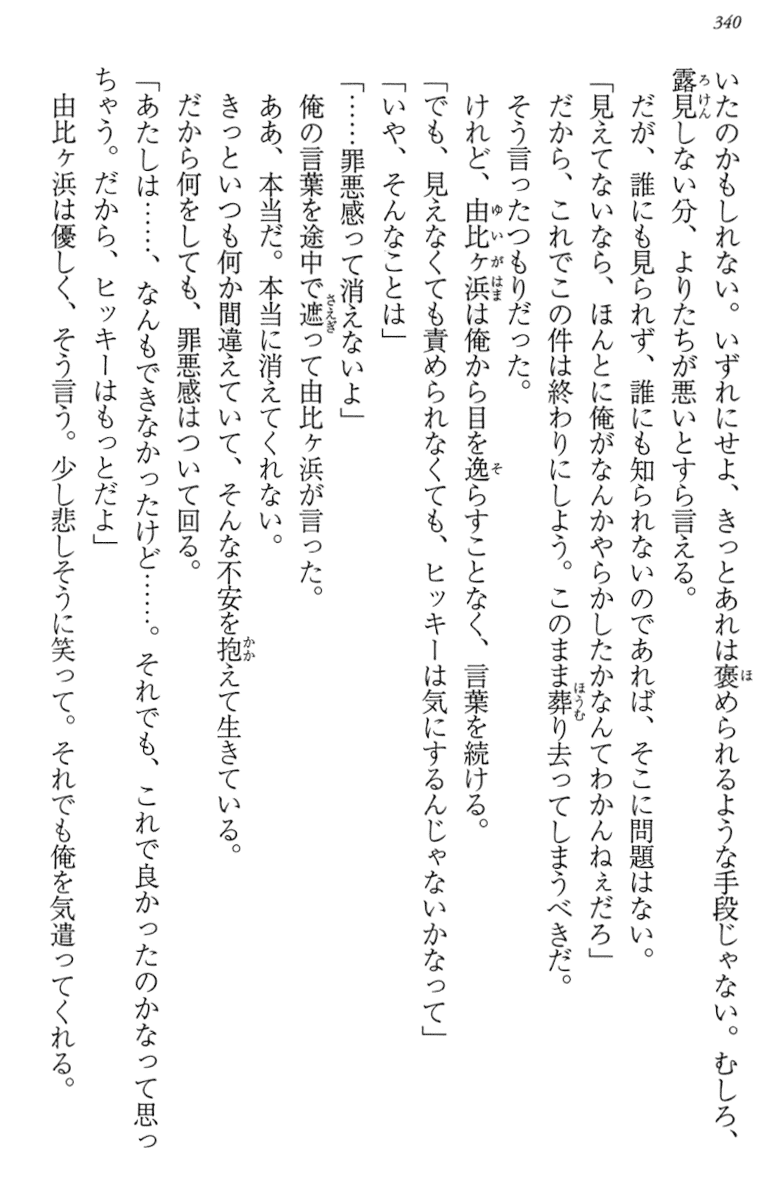 340
いたのかもしれない。いずれにせよ、きっとあれは褒められるような手段じゃない。むしろ、
露見しない分、よりたちが悪いとすら言える。
だが、誰にも見られず、誰にも知られないのであれば、そこに問題はない。
「見えてないなら、ほんとに俺がなんかやらかしたかなんてわかんねぇだろ」
だから、これでこの件は終わりにしよう。このまま葬り去ってしまうべきだ。
そう言ったつもりだった。
けれど、由比ヶ浜は俺から目を逸らすことなく、言葉を続ける。
「でも、見えなくても責められなくても、ヒッキーは気にするんじゃないかなって」
「いや、そんなことは」
「……罪悪感って消えないよ」
俺の言葉を途中で遮って由比ヶ浜が言った。
ああ、本当だ。本当に消えてくれない。
きっといつも何か間違えていて、そんな不安を抱えて生きている。
だから何をしても、罪悪感はついて回る。
「あたしは……、なんもできなかったけど……。それでも、これで良かったのかなって思っ
ちゃう。だから、ヒッキーはもっとだよ」
由比ヶ浜は優しく、そう言う。少し悲しそうに笑って。それでも俺を気遣ってくれる。